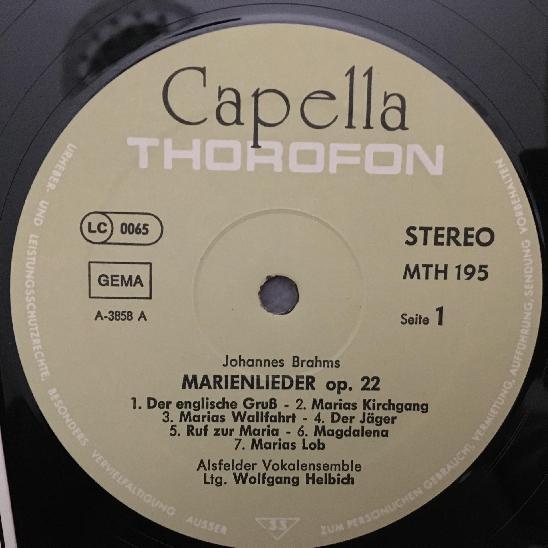 Capella
THOROFON
LC 0065
STEREO
GEMA
MTH 195
A-3858 A
Seite 1
Johannes Brahms
MARIENLIEDER op. 22
1. Der englische Gruß - 2. Marias Kirchgang
3. Marias Wallfahrt - 4. Der Jäger
5. Ruf zur Maria - 6. Magdalena
7. Marias Lob
Alsfelder Vokalensemble
Ltg. Wolfgang Helbich
URHEBER- UND LEISTUNGSSCHUTZRECHTE, BESONDERS VERVIELFÄLTIGUNG AUSSER
33
ZUM PERSÖNLICHEN GEBRAUCH, VERMIETUNG, AUFFÜHRUNG, SENDUNG VORBEHALTEN